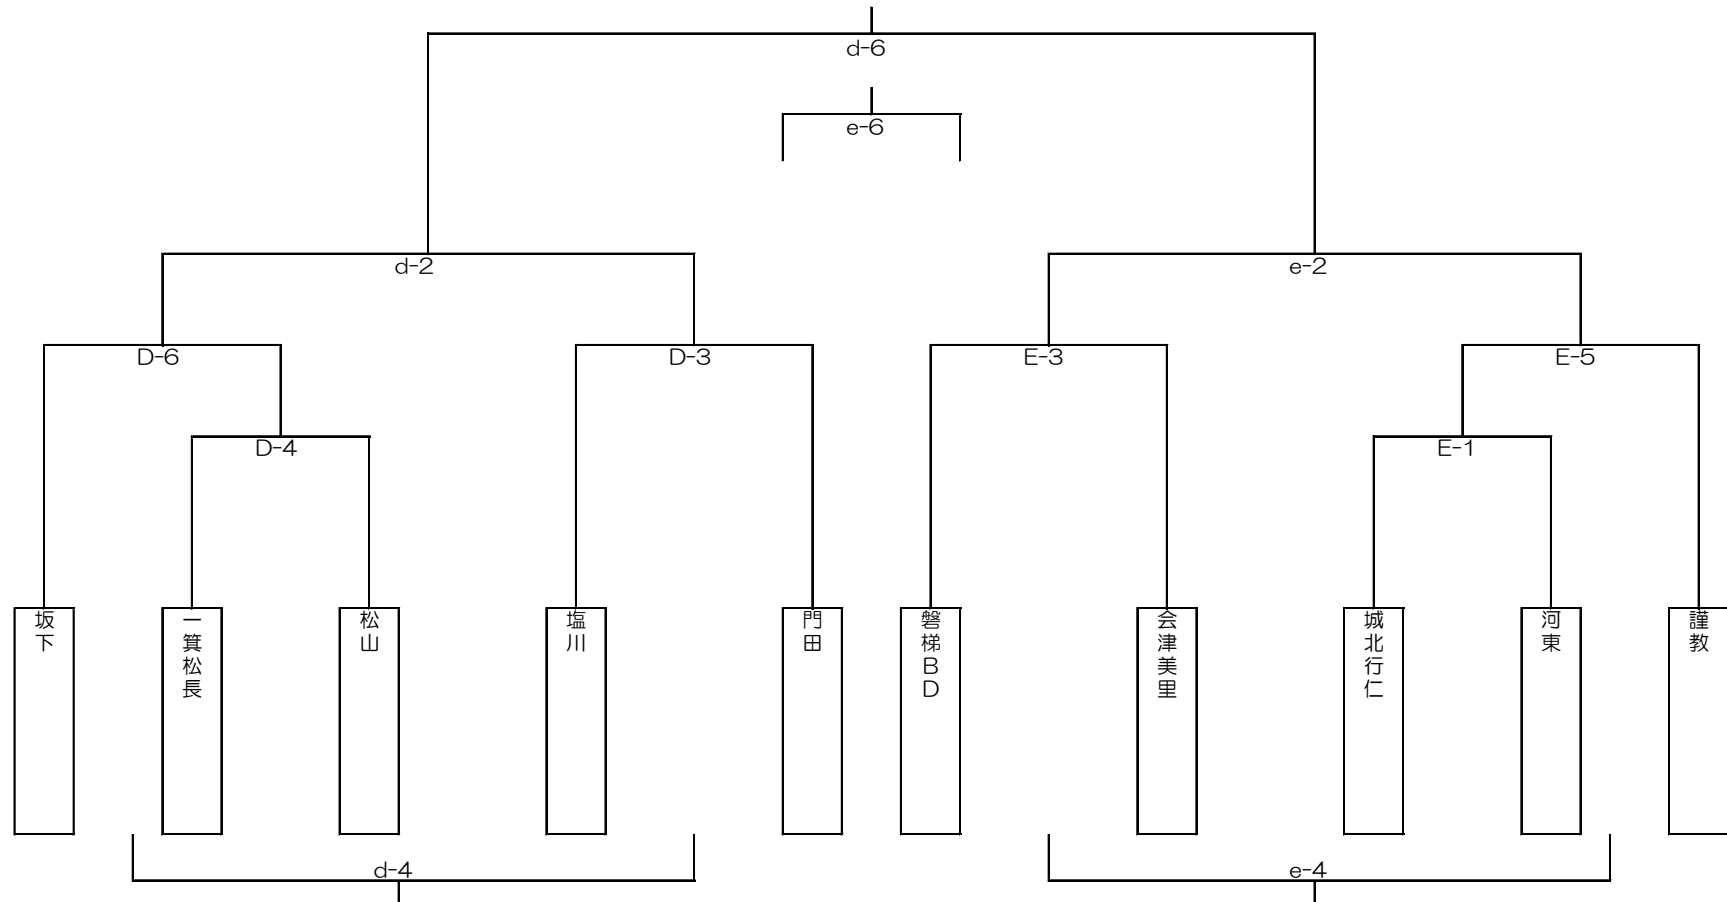 d-6
e-6
d-2
e-2
D-6
D-3
E-3
E-5
D-4
E-1
坂下
一箕松長
松山
塩川
門田
磐梯BD
会津美里
城北行仁
河東
謹教
d-4
e-4